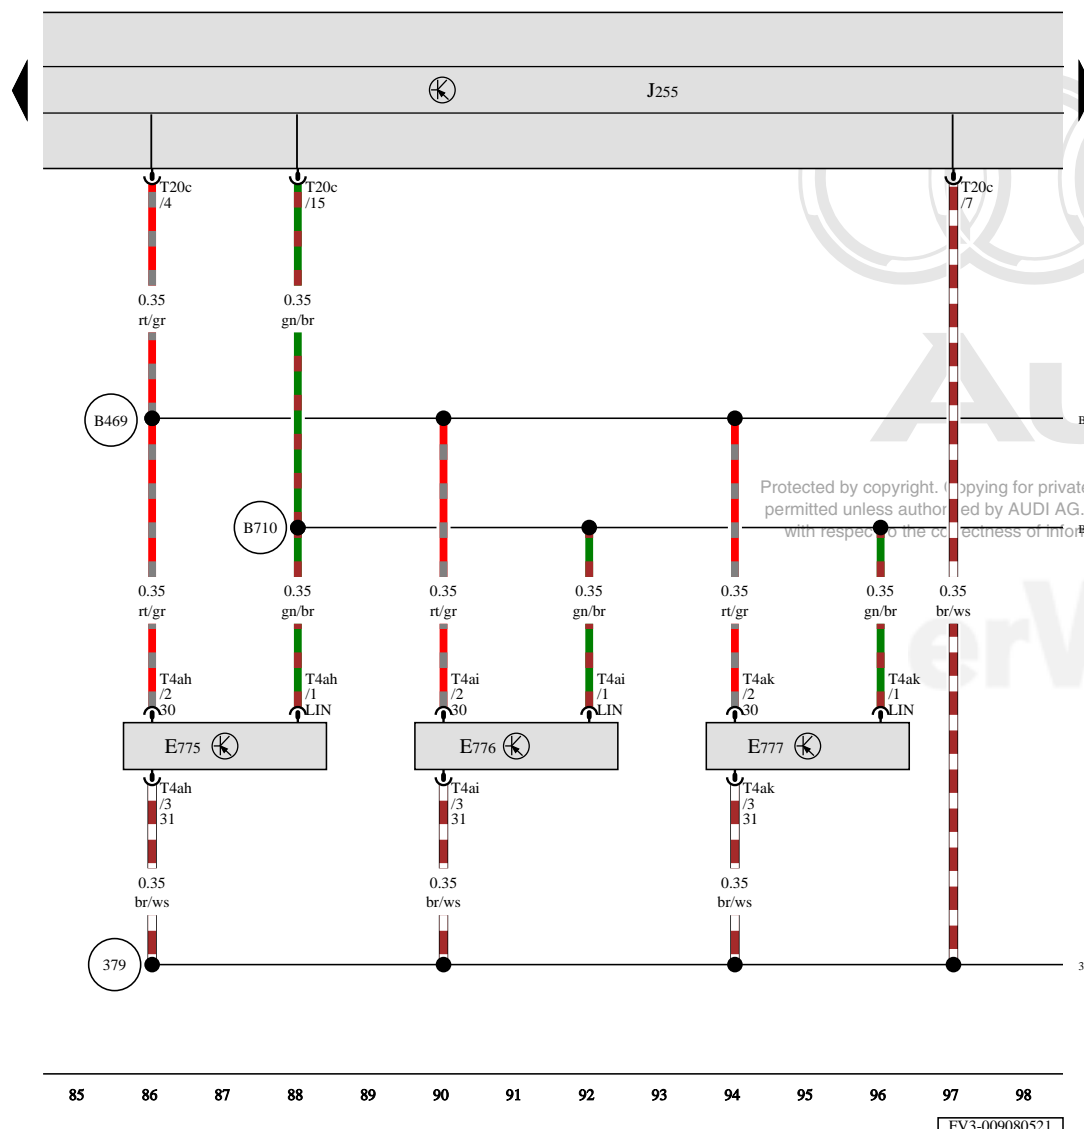 J255
T20c
/4
T20c
/15
T20c
/7
0.35
rt/gr
0.35
gn/br
B469
B
Protected by copyright. Copying for private
permitted unless authorised by AUDI AG.
with respect to the correctness of infor
B710
B
0.35
rt/gr
0.35
gn/br
0.35
rt/gr
0.35
gn/br
0.35
rt/gr
0.35
gn/br
0.35
br/ws
T4ah
/2
30
T4ah
/1
LIN
T4ai
/2
30
T4ai
/1
LIN
T4ak
/2
30
T4ak
/1
LIN
E775
E776
E777
T4ah
/3
31
T4ai
/3
31
T4ak
/3
31
0.35
br/ws
0.35
br/ws
0.35
br/ws
379
3
85 86 87 88 89 90 91 92 93 94 95 96 97 98
FV3-009080521